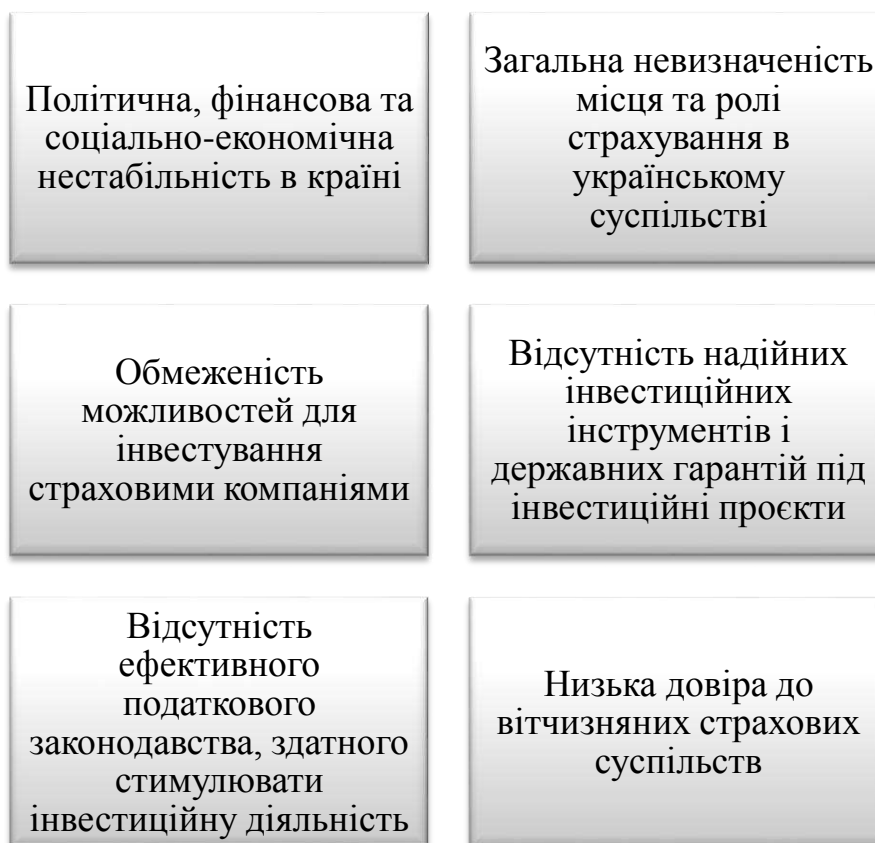 Політична, фінансова та
соціально-економічна
нестабільність в країні
Загальна невизначеність
місця та ролі
страхування в
українському
суспільстві
Обмеженість
можливостей для
інвестування
страховими компаніями
Відсутність надійних
інвестиційних
інструментів і
державних гарантій під
інвестиційні проєкти
Відсутність
ефективного
податкового
законодавства, здатного
стимулювати
інвестиційну діяльність
Низька довіра до
вітчизняних страхових
суспільств